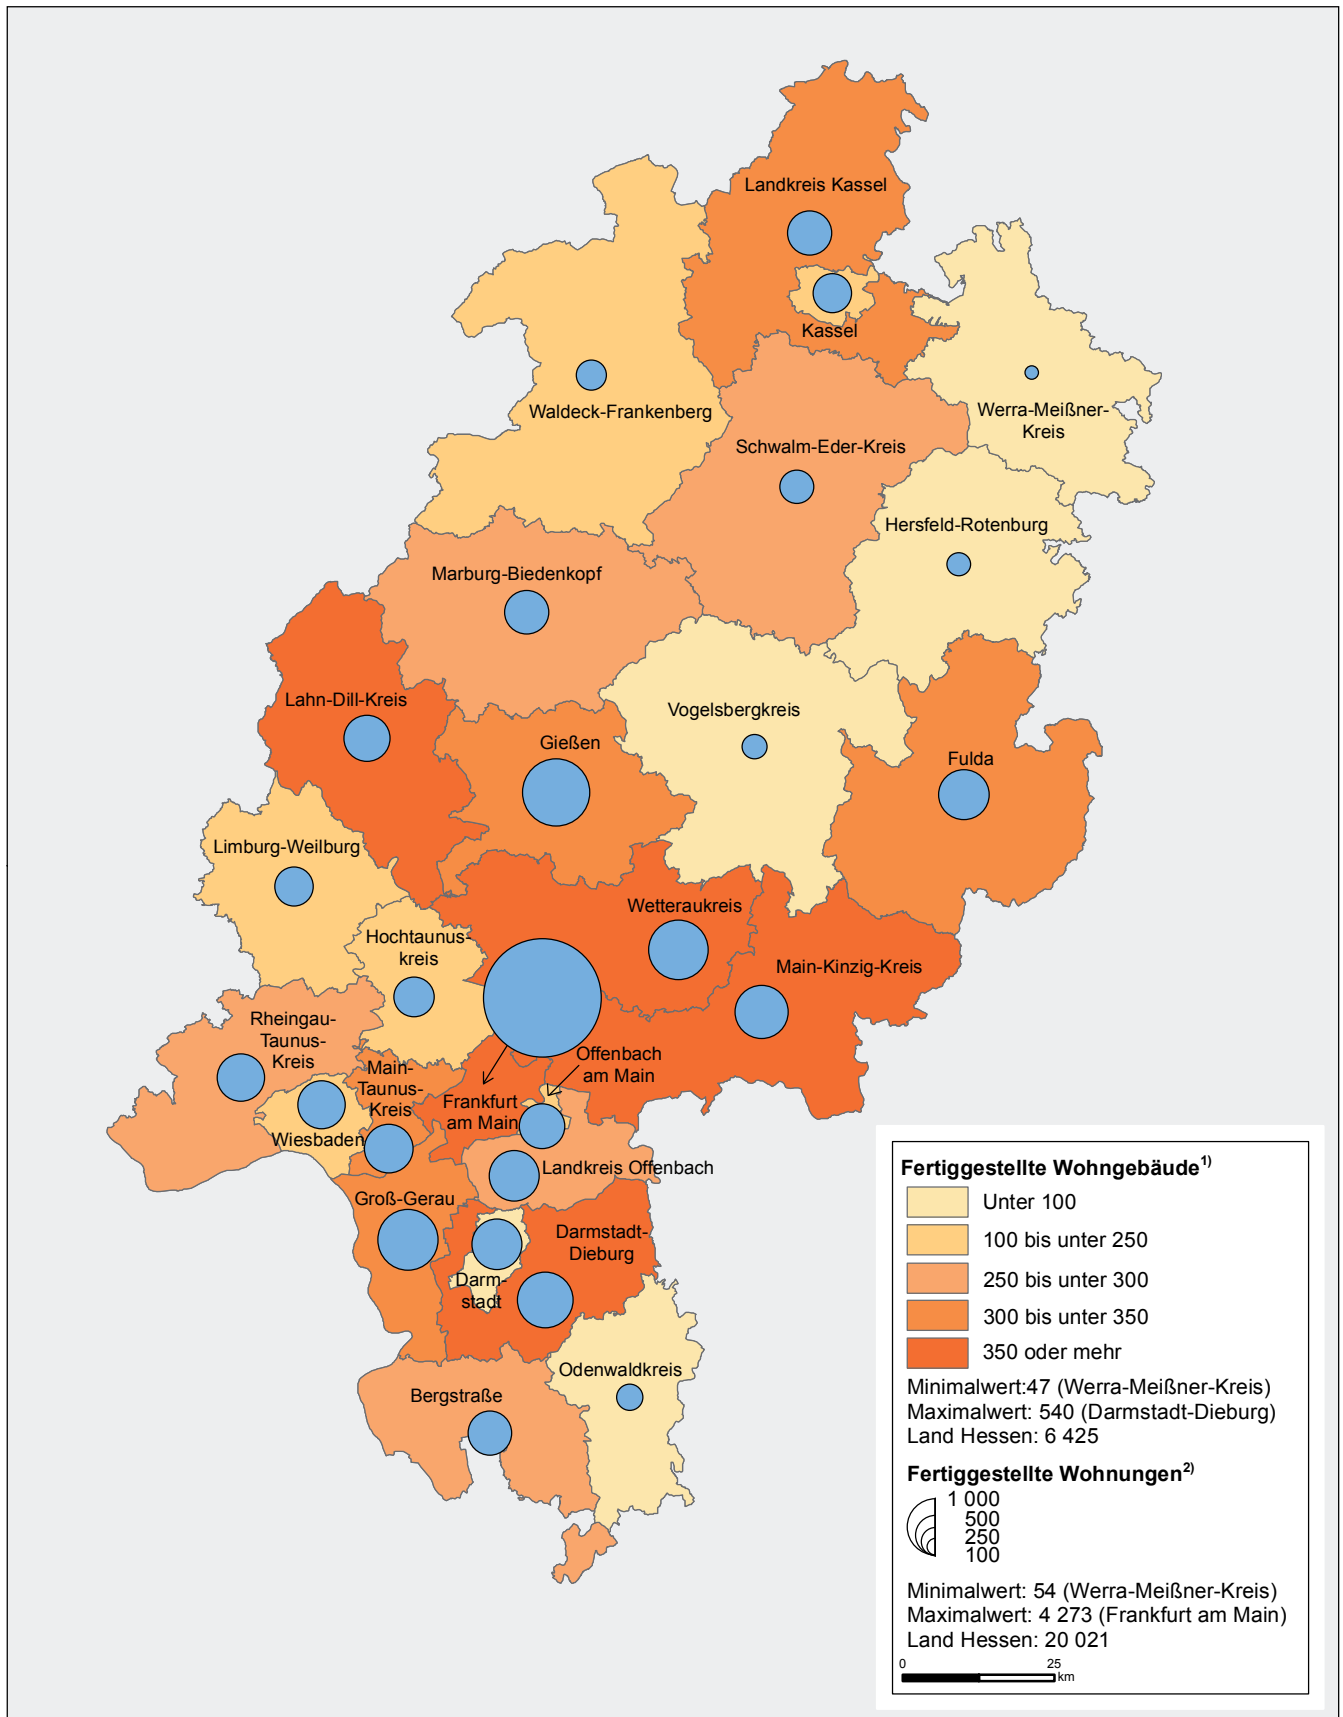 Landkreis Kassel
Kassel
Waldeck-Frankenberg
Werra-Meißner-
Kreis
Schwalm-Eder-Kreis
Hersfeld-Rotenburg
Marburg-Biedenkopf
Lahn-Dill-Kreis
Vogelsbergkreis
Gießen
Fulda
Limburg-Weilburg
Wetteraukreis
Hochtaunus-
kreis
Main-Kinzig-Kreis
Rheingau-
Taunus-
Kreis
Offenbach
am Main
Main-
Taunus-
Kreis
Frankfurt
am Main
Wiesbaden
Landkreis Offenbach
Groß-Gerau
Darmstadt-
Dieburg
Darm-
stadt
Odenwaldkreis
Bergstraße
Fertiggestellte Wohngebäude1)
Unter 100
100 bis unter 250
250 bis unter 300
300 bis unter 350
350 oder mehr
Minimalwert:47 (Werra-Meißner-Kreis)
Maximalwert: 540 (Darmstadt-Dieburg)
Land Hessen: 6 425
Fertiggestellte Wohnungen2)
1 000
500
250
100
Minimalwert: 54 (Werra-Meißner-Kreis)
Maximalwert: 4 273 (Frankfurt am Main)
Land Hessen: 20 021
0 25
km